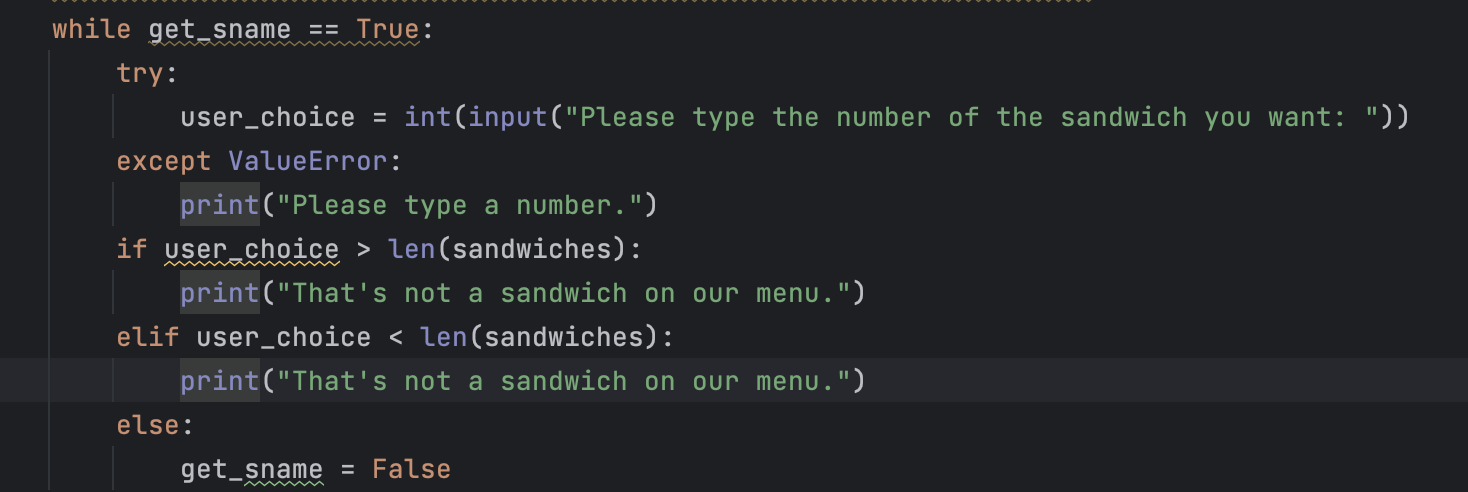 while get_sname == True:
    try:
        user_choice = int(input("Please type the number of the sandwich you want: "))
    except ValueError:
        print("Please type a number.")
    if user_choice > len(sandwiches):
        print("That's not a sandwich on our menu.")
    elif user_choice < len(sandwiches):
        print("That's not a sandwich on our menu.")
    else:
        get_sname = False